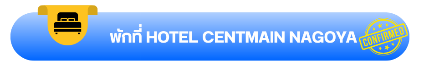 พักที่ HOTEL CENTMAIN NAGOYA
CONFIRMED